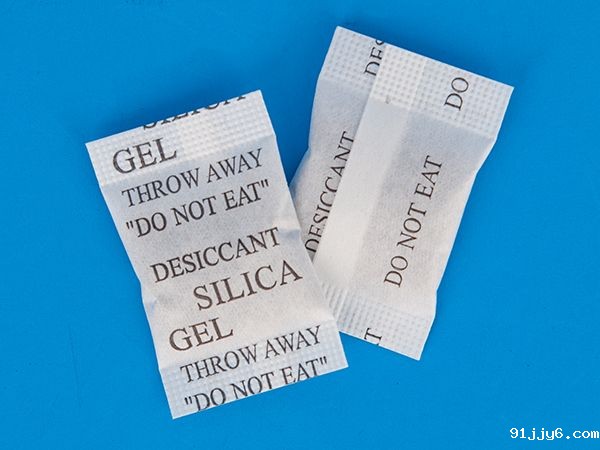 SILICA
GEL
THROW AWAY
"DO NOT EAT"
DESICCANT
SILICA
GEL
THROW AWAY
"DO NOT EAT"
DESICCANT
DO NOT EAT
DO
91jjy6.com